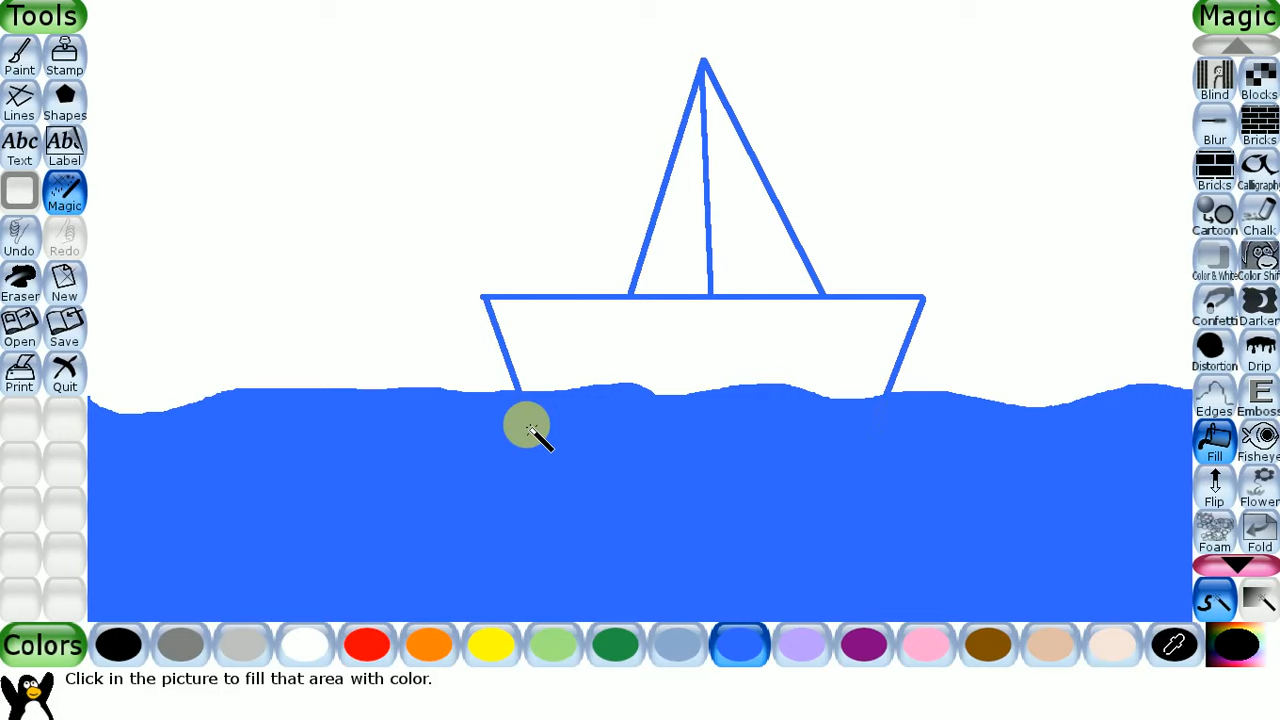 Tools
Magic
Paint Stamp
Lines Shapes
Abc Abc
Text Label
Magic
Undo Redo
Eraser New
Open Save
Print Quit
Blind Blocks
Blur Bricks
Bricks Calligraphy
Cartoon Chalk
Color & White Color Shift
Confetti Darken
Distortion Drip
Edges Emboss
Fill Fisheye
Flip Flower
Foam Fold
Colors
Click in the picture to fill that area with color.